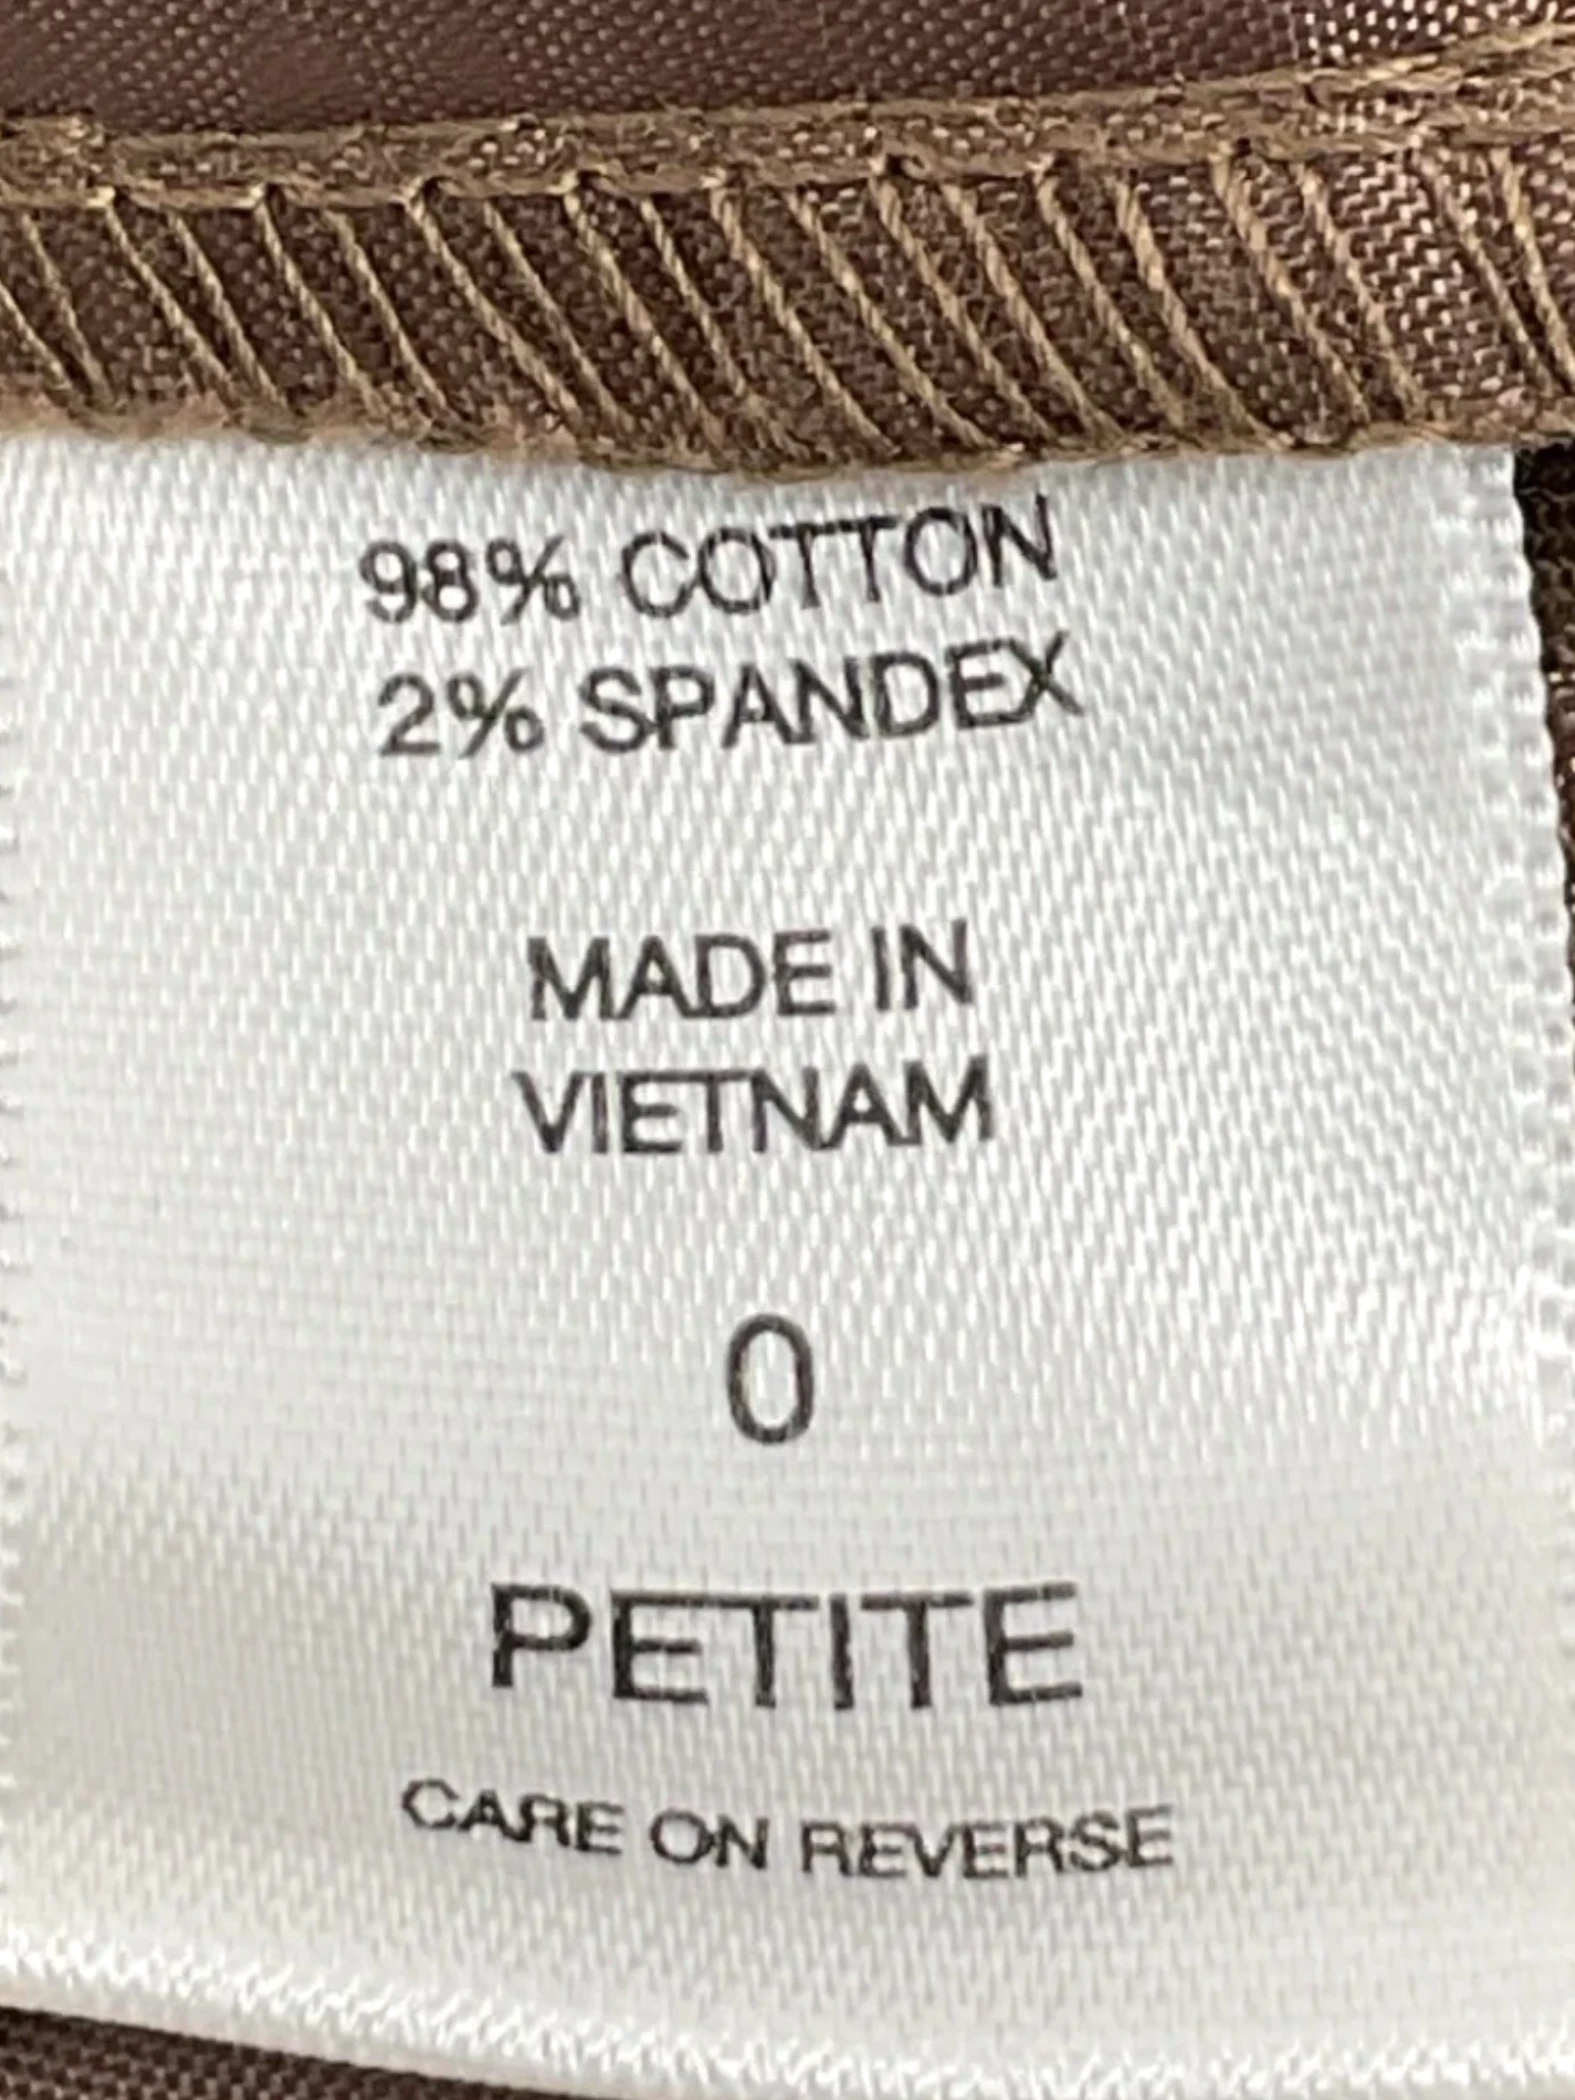 98% COTTON
2% SPANDEX
MADE IN
VIETNAM
0
PETITE
CARE ON REVERSE